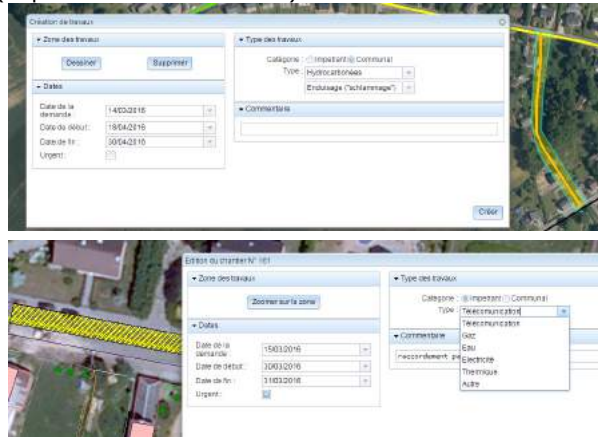 Création de travaux
Zone des travaux
Dessiner Supprimer
Dates
Date de la demande : 14/03/2016
Date de début : 18/04/2016
Date de fin : 30/04/2016
Urgent :
Type des travaux
Catégorie : Impétrant Communal
Type : Hydrocarbonées
Enduisage ("schlammage")
Commentaire
Créer
Edition du chantier N° 161
Zone des travaux
Zoomer sur la zone
Dates
Date de la demande 15/03/2016
Date de début : 30/03/2016
Date de fin : 31/03/2016
Urgent :
Type des travaux
Catégorie : Impétrant Communal
Type : Télécomunication
Télécomunication
Gaz
Eau
Electricité
Thermique
Autre
Commentaire
raccordement